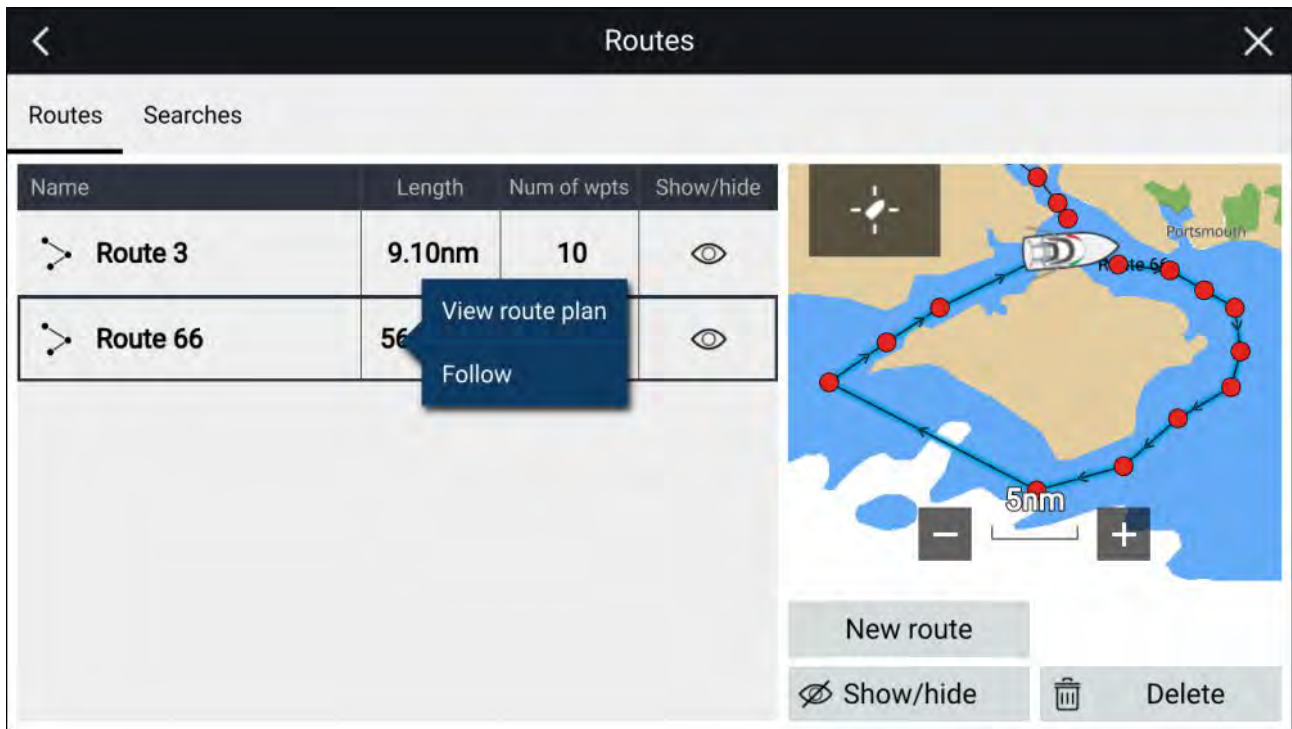 Routes
Routes Searches
Name Length Num of wpts Show/hide
Route 3 9.10nm 10
Route 66 56
View route plan
Follow
Portsmouth
Route 66
5nm
New route
Show/hide
Delete